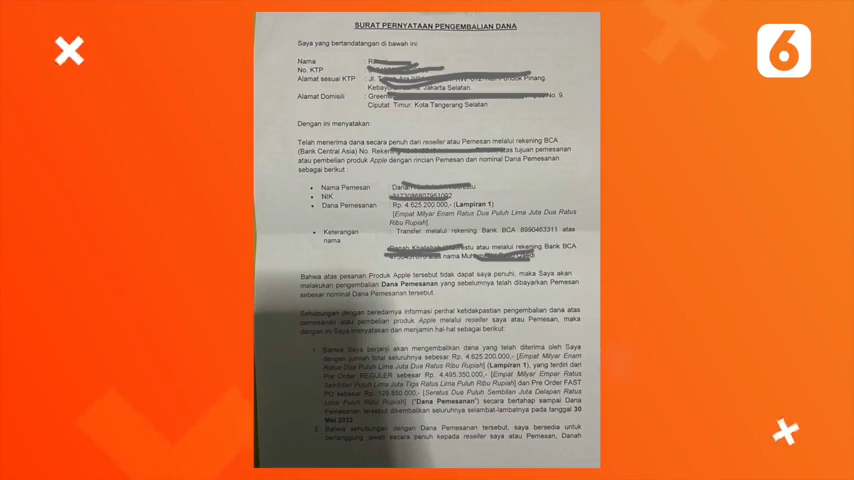 6
SURAT PERNYATAAN PENGEMBALIAN DANA
Saya yang bertandatangan di bawah ini:
Nama :
No. KTP :
Alamat sesuai KTP : Jl. Pondok Pinang,
Jakarta Selatan.
Alamat Domisili : No. 9.
Ciputat Timur. Kota Tangerang Selatan.
Dengan ini menyatakan:
Telah menerima dana secara penuh dari reseller atau Pemesan melalui rekening BCA
(Bank Central Asia) No. atas tujuan pemesanan
atau pembelian produk Apple dengan rincian Pemesan dan nominal Dana Pemesanan
sebagai berikut :
• Nama Pemesan :
• NIK :
• Dana Pemesanan : Rp. 4.625.200.000,- (Lampiran 1)
[Empat Milyar Enam Ratus Dua Puluh Lima Juta Dua Ratus
Ribu Rupiah].
• Keterangan : Transfer melalui rekening Bank BCA 6990463311 atas
nama
atau melalui rekening Bank BCA
atas nama
Bahwa atas pesanan Produk Apple tersebut tidak dapat saya penuhi, maka Saya akan
melakukan pengembalian Dana Pemesanan yang sebelumnya telah dibayarkan Pemesan
sebesar nominal Dana Pemesanan tersebut.
Sehubungan dengan beredarnya informasi perihal ketidakpastian pengembalian dana atas
pemesanan atau pembelian produk Apple melalui reseller saya atau Pemesan, maka
dengan ini Saya menyatakan dan menjamin hal-hal sebagai berikut:
1. Bahwa Saya berjanji akan mengembalikan dana yang telah diterima oleh Saya
dengan jumlah total seluruhnya sebesar Rp. 4.625.200.000,- [Empat Milyar Enam
Ratus Dua Puluh Lima Juta Dua Ratus Ribu Rupiah] (Lampiran 1), yang terdiri dari
Pre Order REGULER sebesar Rp. 4.495.350.000,- [Empat Milyar Empat Ratus
Sembilan Puluh Lima Juta Tiga Ratus Lima Puluh Ribu Rupiah] dan Pre Order FAST
PO sebesar Rp. 129.850.000,- [Seratus Dua Puluh Sembilan Juta Delapan Ratus
Lima Puluh Ribu Rupiah] ("Dana Pemesanan") secara bertahap sampai Dana
Pemesanan tersebut dikembalikan seluruhnya selambat-lambatnya pada tanggal 30
Mei 2022.
2. Bahwa sehubungan dengan Dana Pemesanan tersebut, saya bersedia untuk
bertanggung jawab secara penuh kepada reseller saya atau Pemesan, Danah